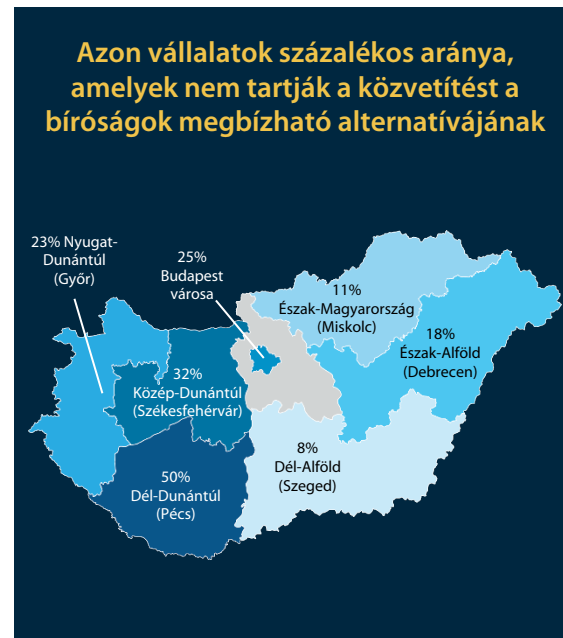 Azon vállalatok százalékos aránya,
amelyek nem tartják a közvetítést a
bíróságok megbízható alternatívájának
23% Nyugat-
Dunántúl
(Győr)
25%
Budapest
városa
11%
Észak-Magyarország
(Miskolc)
18%
Észak-Alföld
(Debrecen)
32%
Közép-Dunántúl
(Székesfehérvár)
8%
Dél-Alföld
(Szeged)
50%
Dél-Dunántúl
(Pécs)